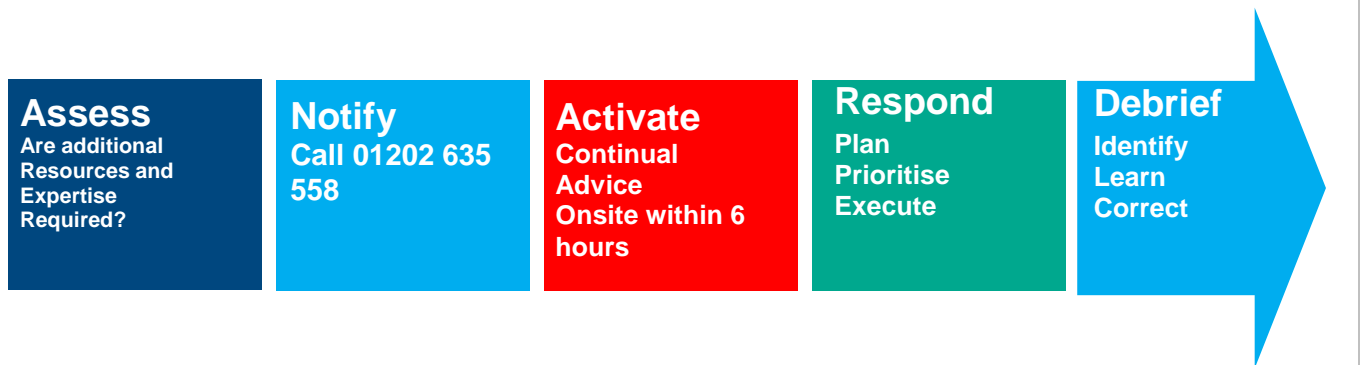 Assess
Are additional
Resources and
Expertise
Required?
Notify
Call 01202 635
558
Activate
Continual
Advice
Onsite within 6
hours
Respond
Plan
Prioritise
Execute
Debrief
Identify
Learn
Correct